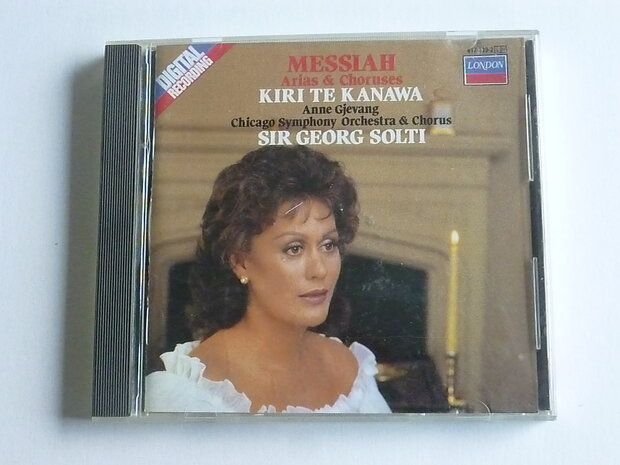 DIGITAL
RECORDING
MESSIAH
Arias & Choruses
KIRI TE KANAWA
Anne Gjevang
Chicago Symphony Orchestra & Chorus
SIR GEORG SOLTI
LONDON